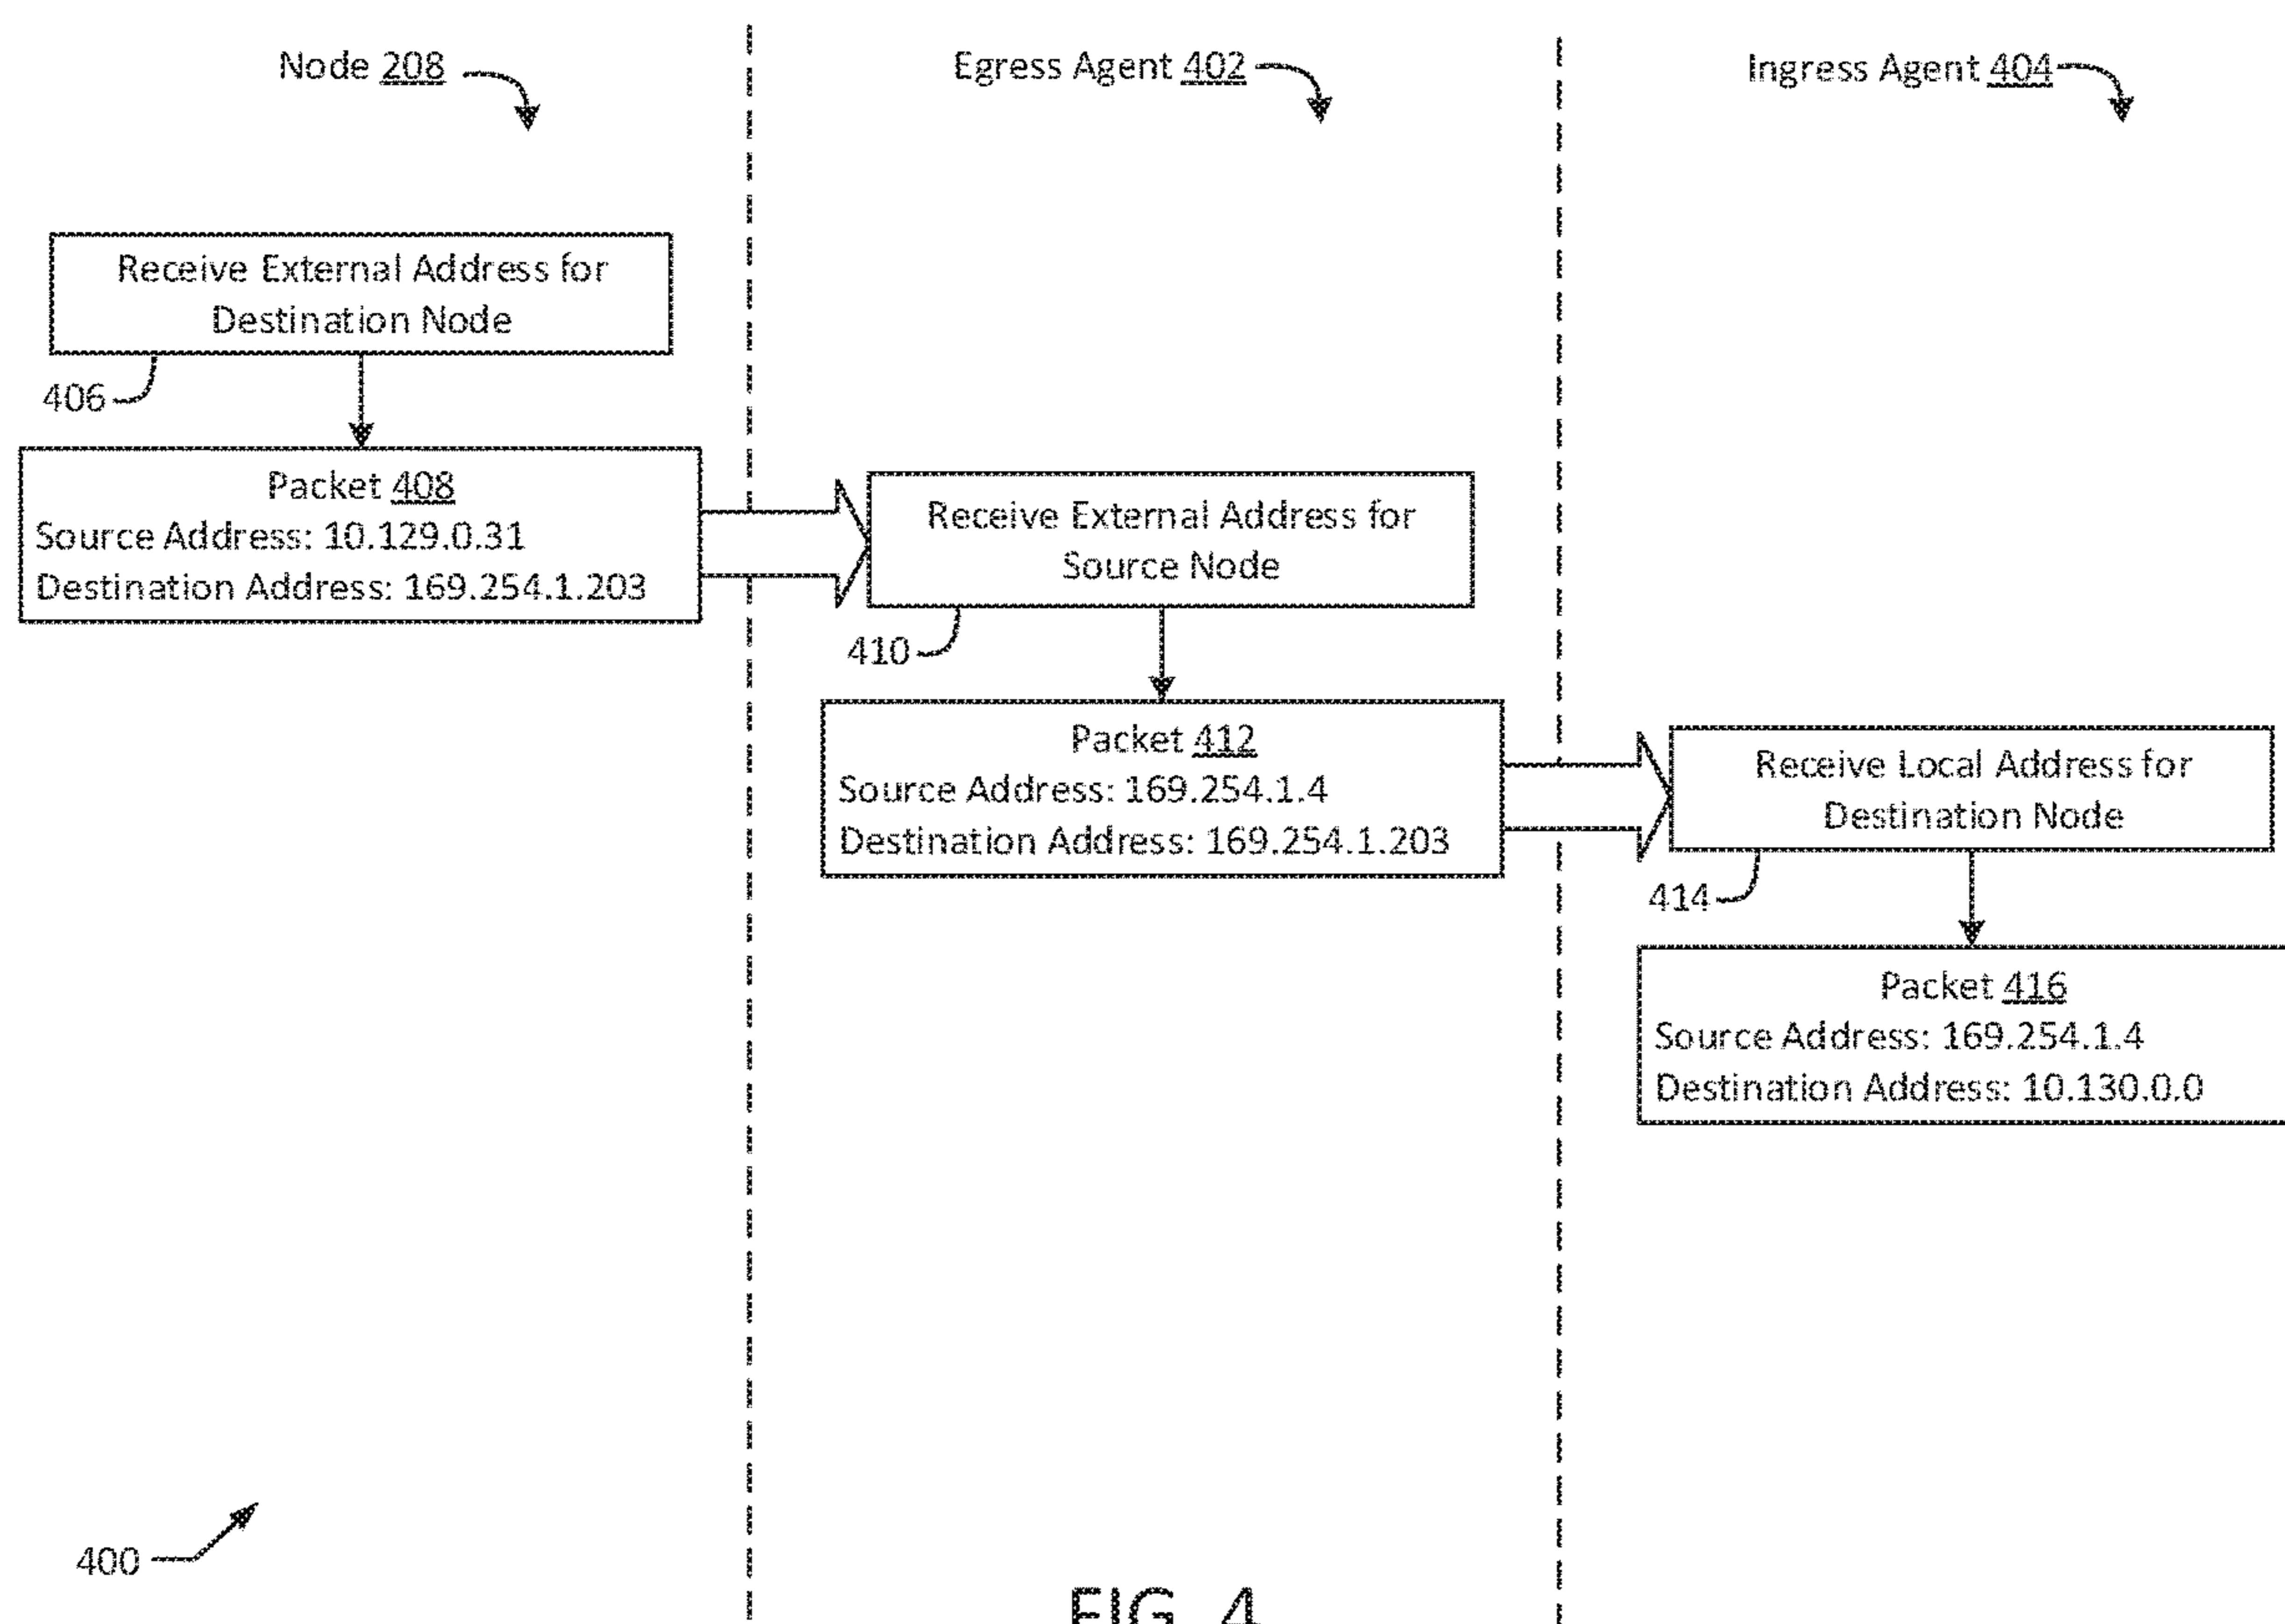 Node 208
Egress Agent 402
Ingress Agent 404
Receive External Address for
Destination Node
406
Packet 408
Source Address: 10.129.0.31
Destination Address: 169.254.1.203
Receive External Address for
Source Node
410
Packet 412
Source Address: 169.254.1.4
Destination Address: 169.254.1.203
Receive Local Address for
Destination Node
414
Packet 416
Source Address: 169.254.1.4
Destination Address: 10.130.0.0
400
FIG. 4